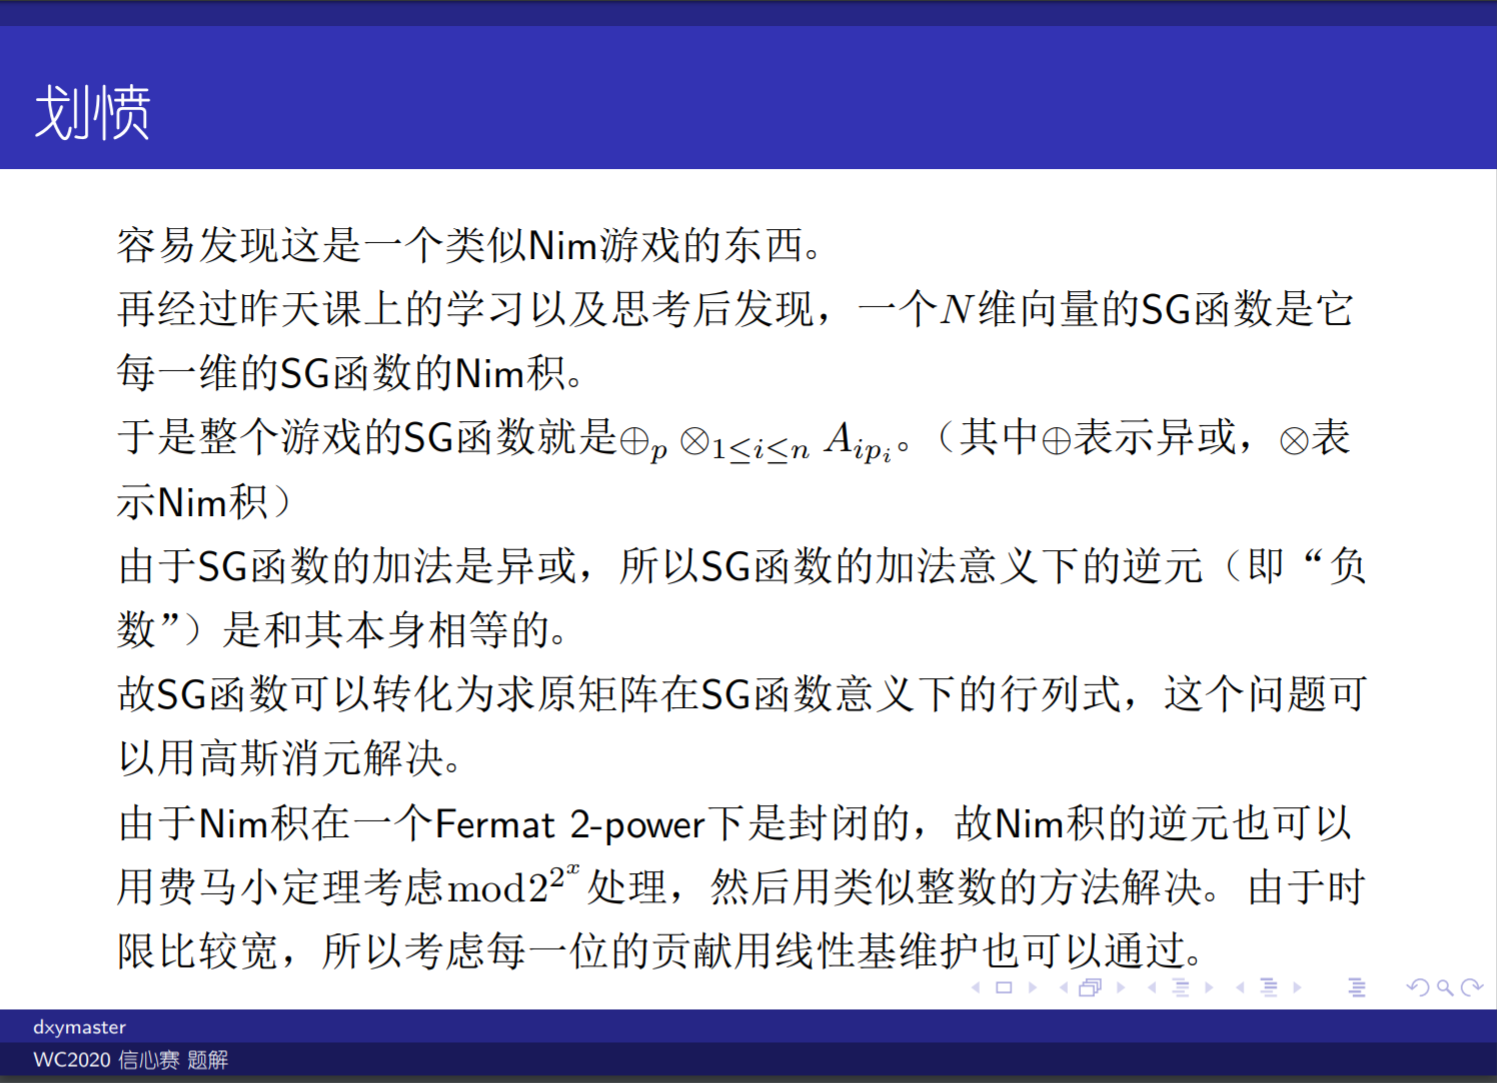 划愤
容易发现这是一个类似Nim游戏的东西。
再经过昨天课上的学习以及思考后发现，一个N维向量的SG函数是它
每一维的SG函数的Nim积。
于是整个游戏的SG函数就是⊕_p ⊗_{1≤i≤n} A_{ip_i}。（其中⊕表示异或，⊗表
示Nim积）
由于SG函数的加法是异或，所以SG函数的加法意义下的逆元（即“负
数”）是和其本身相等的。
故SG函数可以转化为求原矩阵在SG函数意义下的行列式，这个问题可
以用高斯消元解决。
由于Nim积在一个Fermat 2-power下是封闭的，故Nim积的逆元也可以
用费马小定理考虑mod2^{2^x}处理，然后用类似整数的方法解决。由于时
限比较宽，所以考虑每一位的贡献用线性基维护也可以通过。
dxymaster
WC2020 信心赛 题解